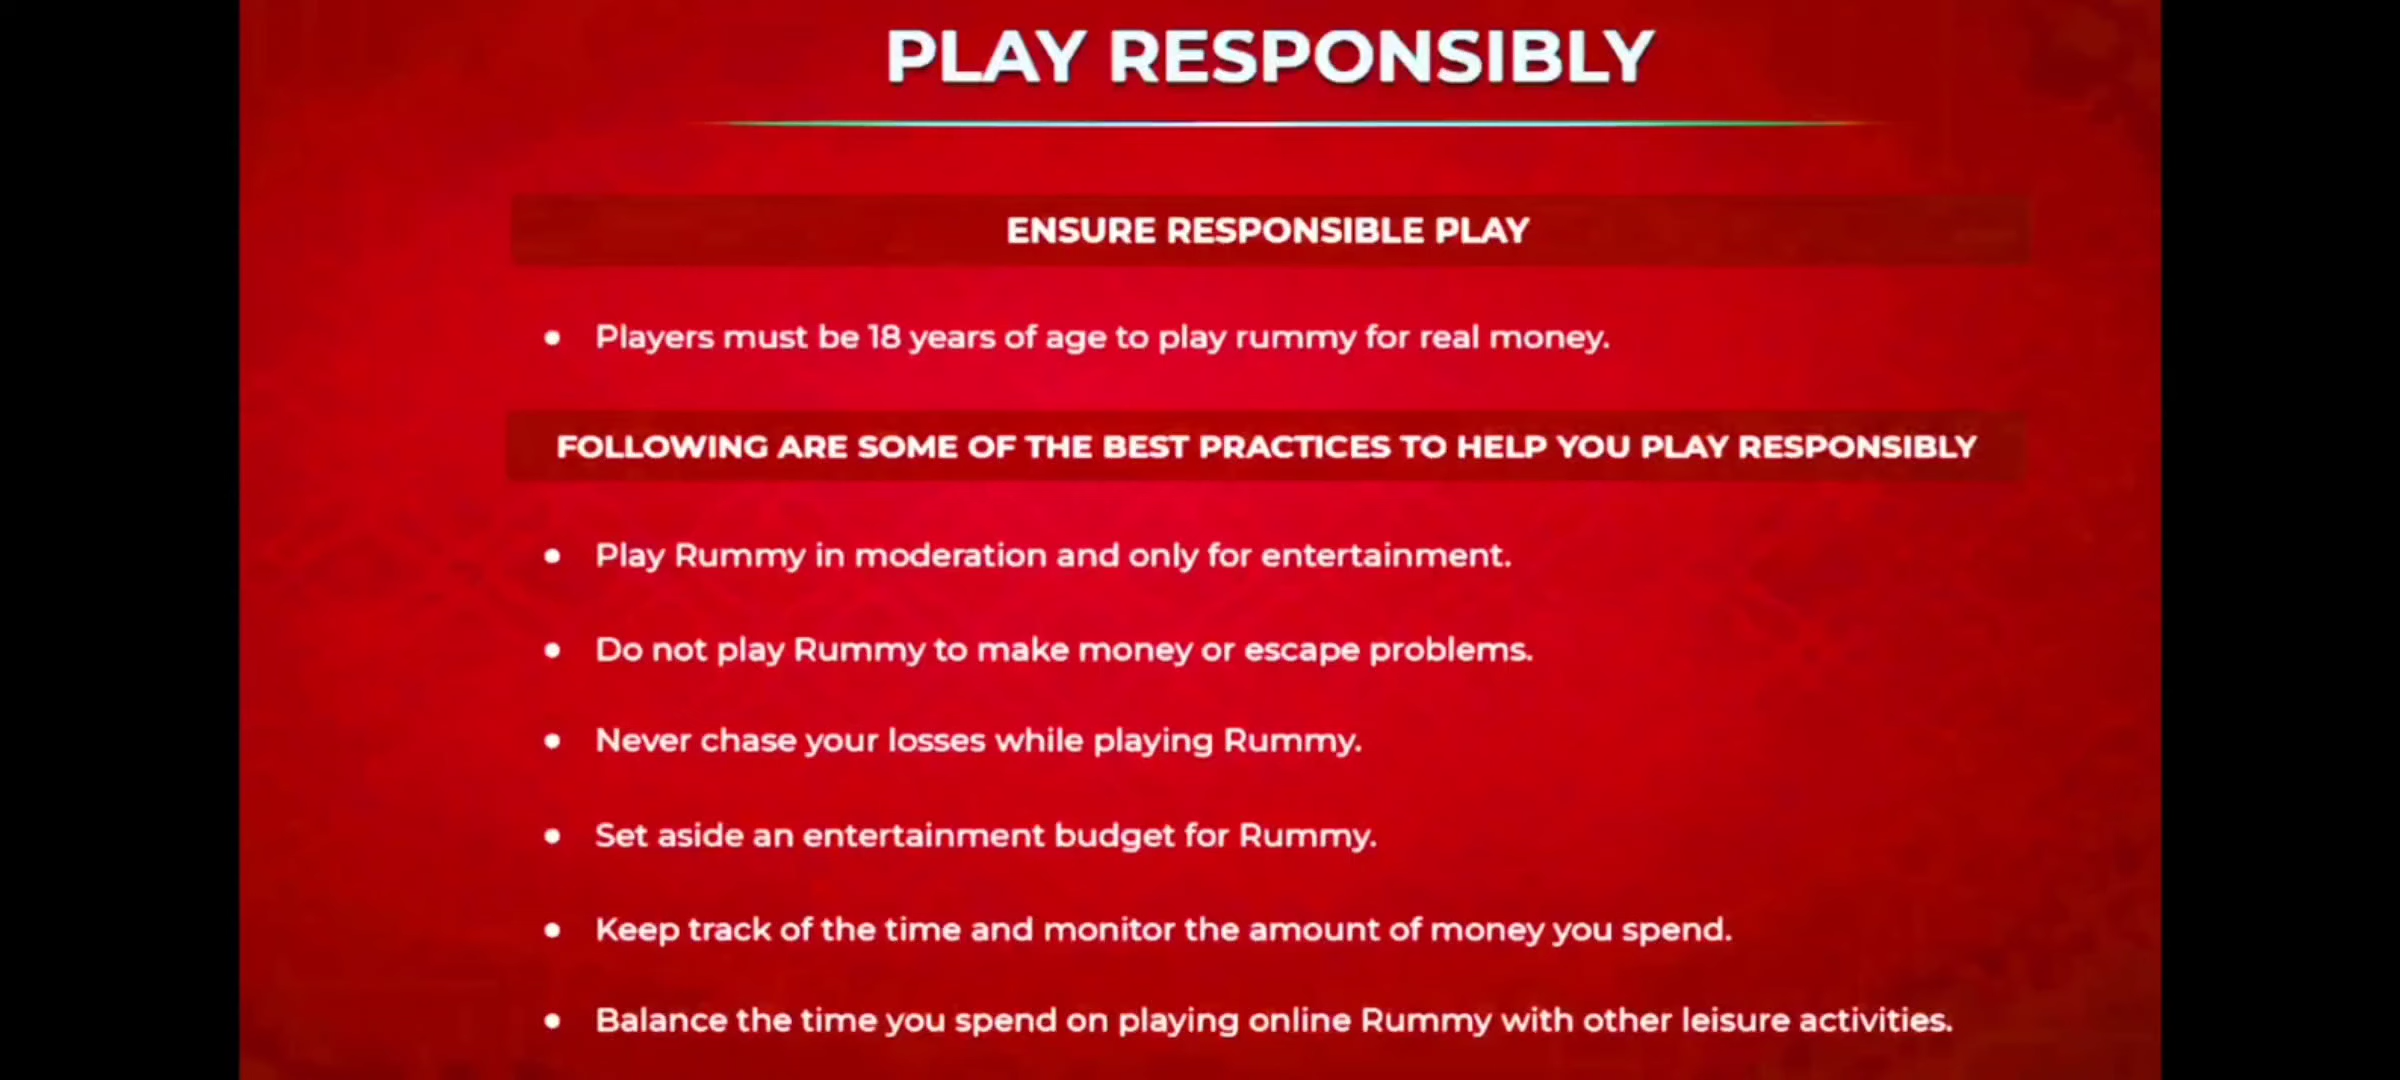 PLAY RESPONSIBLY
ENSURE RESPONSIBLE PLAY
• Players must be 18 years of age to play rummy for real money.
FOLLOWING ARE SOME OF THE BEST PRACTICES TO HELP YOU PLAY RESPONSIBLY
• Play Rummy in moderation and only for entertainment.
• Do not play Rummy to make money or escape problems.
• Never chase your losses while playing Rummy.
• Set aside an entertainment budget for Rummy.
• Keep track of the time and monitor the amount of money you spend.
• Balance the time you spend on playing online Rummy with other leisure activities.